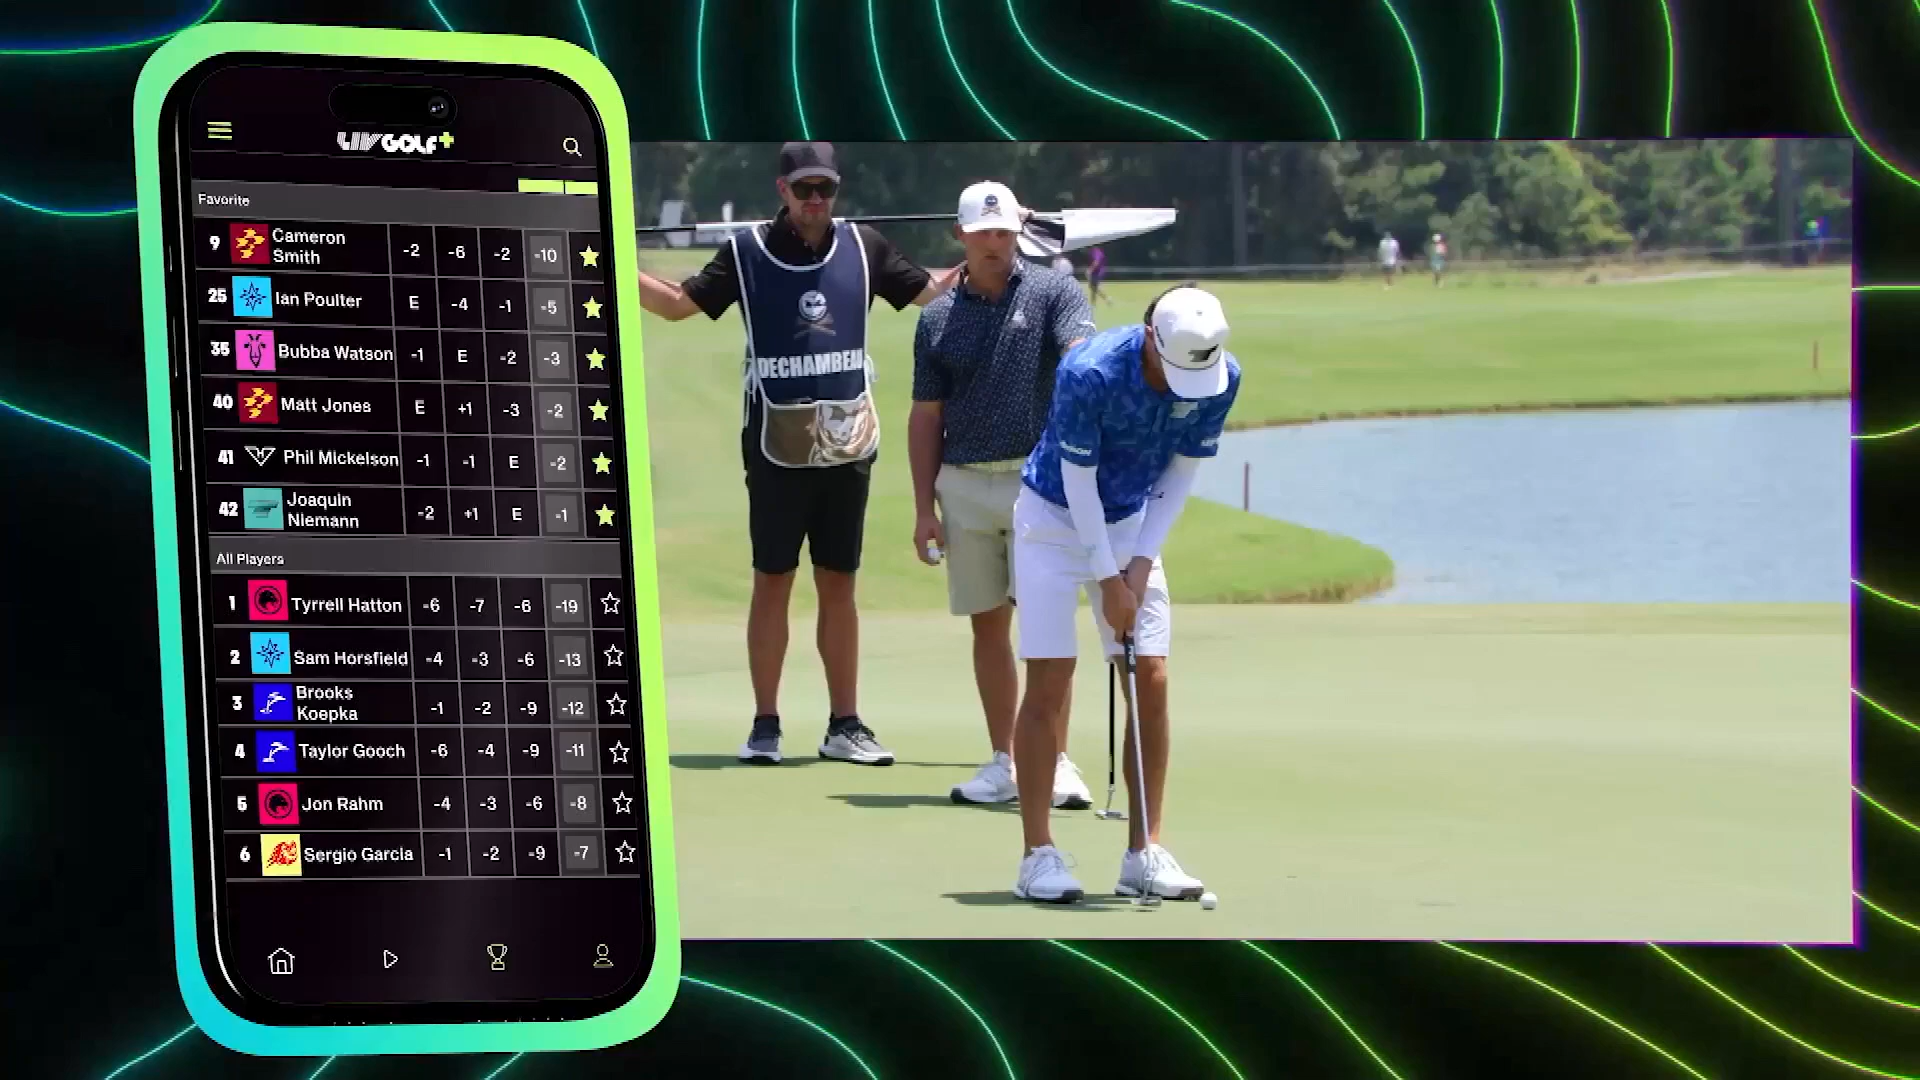 LIVGOLF+
Favorite
9 Cameron Smith -2 -6 -2 -10
25 Ian Poulter E -4 -1 -5
35 Bubba Watson -1 E -2 -3
40 Matt Jones E +1 -3 -2
41 Phil Mickelson -1 -1 E -2
42 Joaquin Niemann -2 +1 E -1
All Players
1 Tyrrell Hatton -6 -7 -6 -19
2 Sam Horsfield -4 -3 -6 -13
3 Brooks Koepka -1 -2 -9 -12
4 Taylor Gooch -6 -4 -9 -11
5 Jon Rahm -4 -3 -6 -8
6 Sergio Garcia -1 -2 -9 -7
DECHAMBEAU